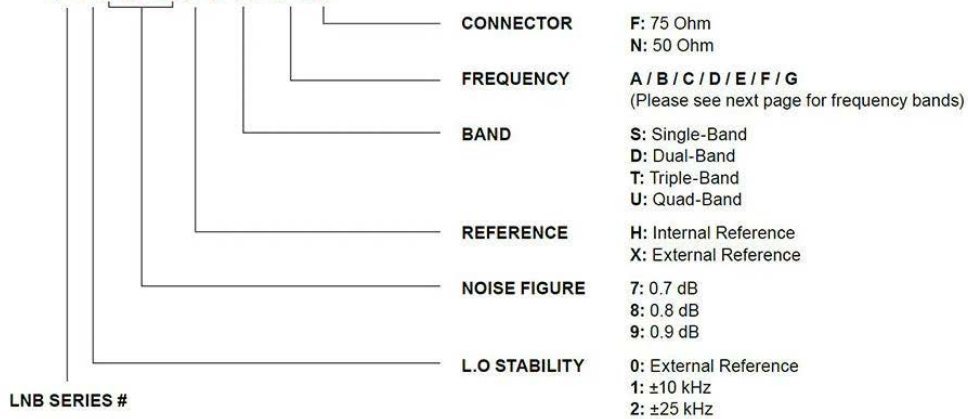 CONNECTOR F: 75 Ohm
N: 50 Ohm
FREQUENCY A / B / C / D / E / F / G
(Please see next page for frequency bands)
BAND S: Single-Band
D: Dual-Band
T: Triple-Band
U: Quad-Band
REFERENCE H: Internal Reference
X: External Reference
NOISE FIGURE 7: 0.7 dB
8: 0.8 dB
9: 0.9 dB
L.O STABILITY 0: External Reference
1: ±10 kHz
LNB SERIES #
2: ±25 kHz